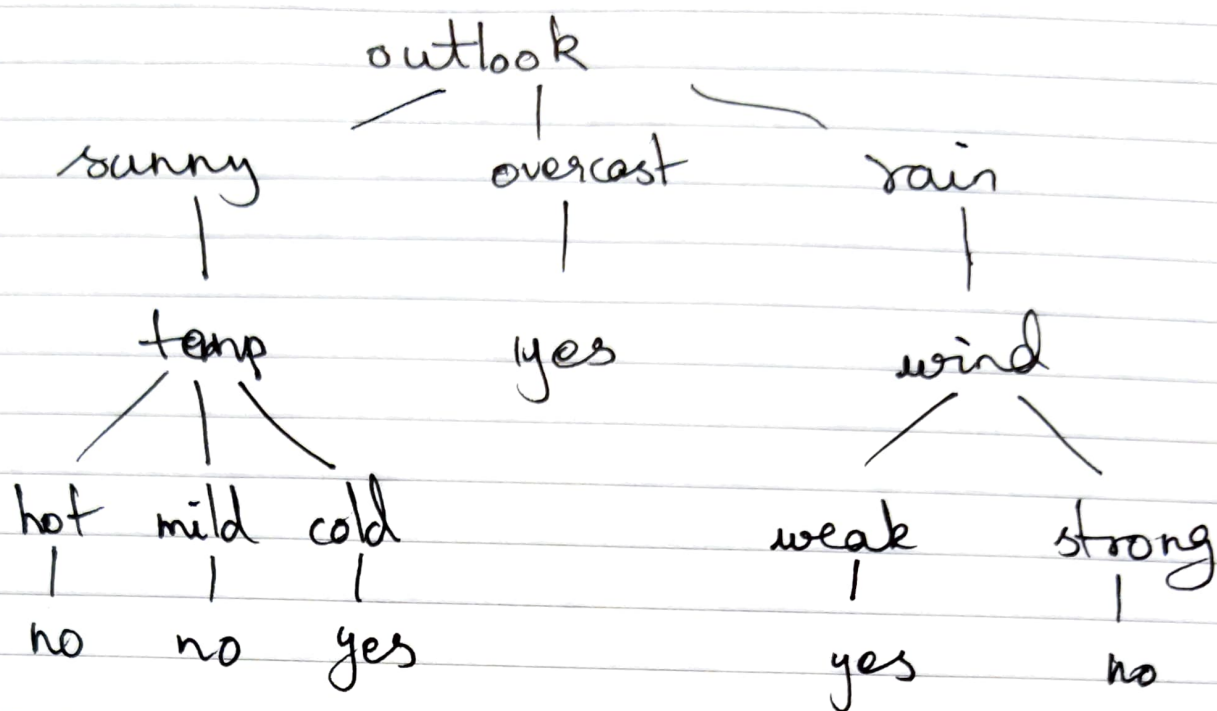 outlook
sunny overcast rain
temp yes wind
hot mild cold weak strong
no no yes yes no